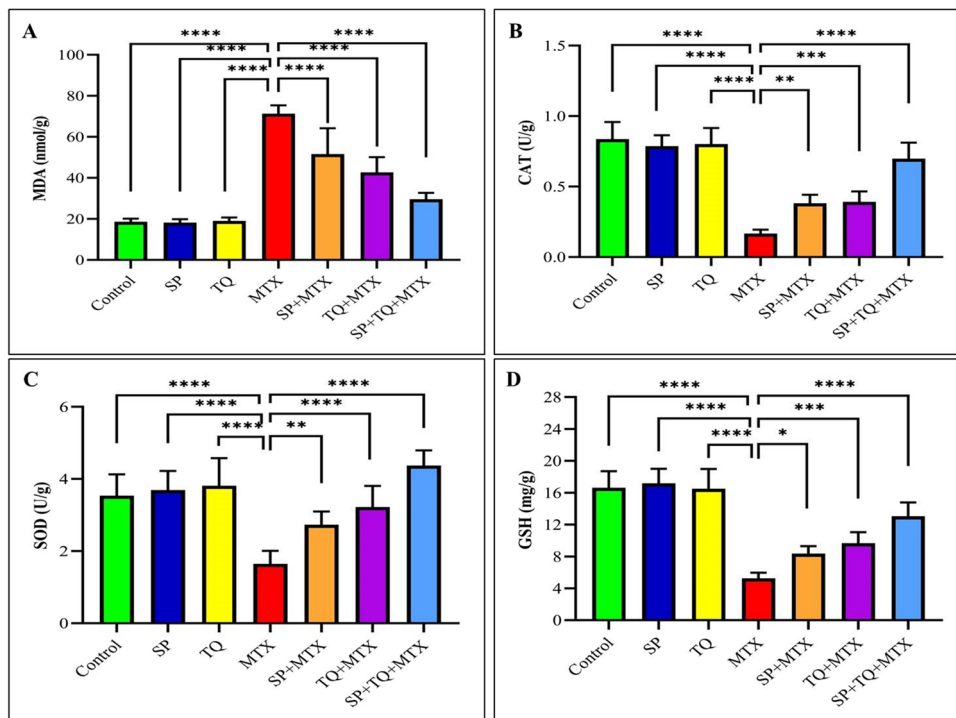 A
****
****
****
****
****
****
MDA (nmol/g)
100
80
60
40
20
0
Control
SP
TQ
MTX
SP+MTX
TQ+MTX
SP+TQ+MTX
B
****
****
****
***
****
**
CAT (U/g)
1.5
1.0
0.5
0.0
Control
SP
TQ
MTX
SP+MTX
TQ+MTX
SP+TQ+MTX
C
****
****
****
****
****
**
SOD (U/g)
6
4
2
0
Control
SP
TQ
MTX
SP+MTX
TQ+MTX
SP+TQ+MTX
D
****
****
****
***
****
*
GSH (mg/g)
28
24
20
16
12
8
4
0
Control
SP
TQ
MTX
SP+MTX
TQ+MTX
SP+TQ+MTX